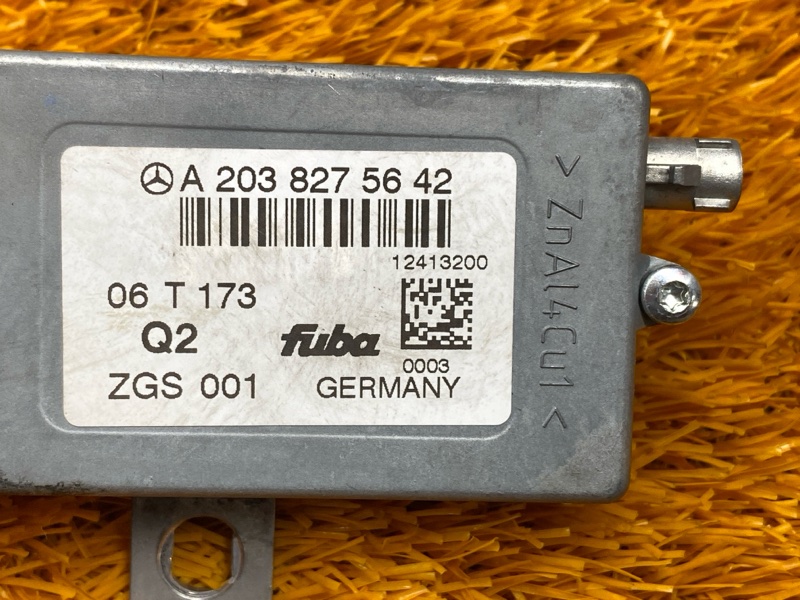 A 203 827 56 42
12413200
06 T 173
Q2
fuba
0003
ZGS 001
GERMANY
>ZnAl4Cu1<